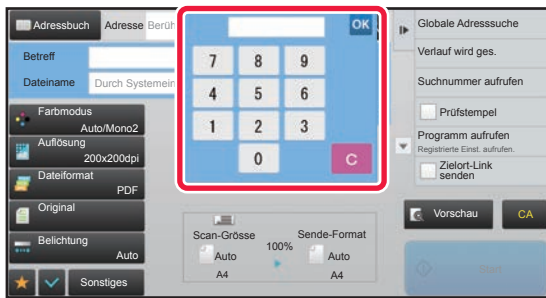 Adressbuch
Adresse
Berüh
OK
Betreff
Dateiname
Durch Systemein
7 8 9
4 5 6
1 2 3
0 C
Farbmodus
Auto/Mono2
Auflösung
200x200dpi
Dateiformat
PDF
Original
Belichtung
Auto
Sonstiges
Scan-Grösse
Auto
A4
100%
Sende-Format
Auto
A4
Globale Adresssuche
Verlauf wird ges.
Suchnummer aufrufen
Prüfstempel
Programm aufrufen
Registrierte Einst. aufrufen.
Zielort-Link
senden
Vorschau
CA
Start